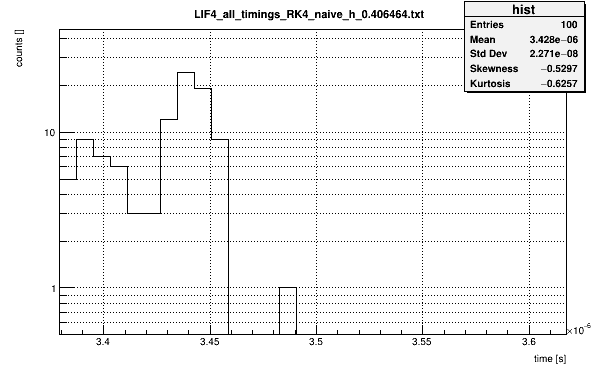 LIF4_all_timings_RK4_naive_h_0.406464.txt
hist
Entries 100
Mean 3.428e−06
Std Dev 2.271e−08
Skewness −0.5297
Kurtosis −0.6257
counts []
10
1
3.4 3.45 3.5 3.55 3.6
×10−6
time [s]